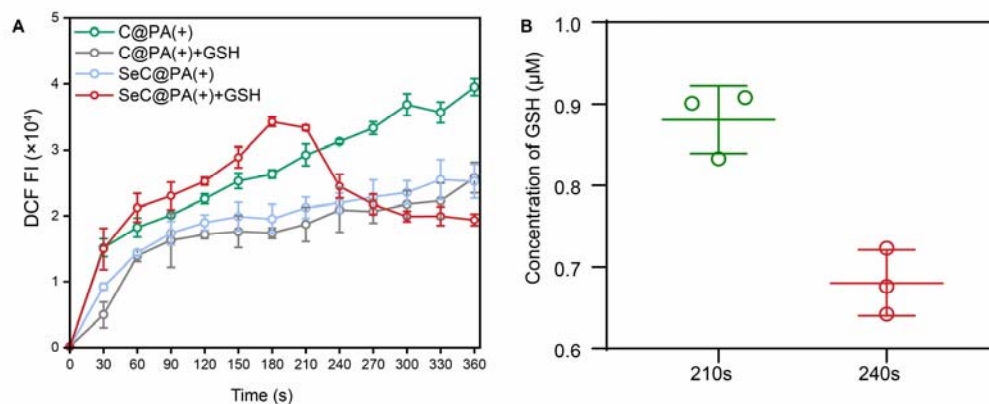 A
DCF FI (×10⁴)
5
4
3
2
1
0
C@PA(+)
C@PA(+)+GSH
SeC@PA(+)
SeC@PA(+)+GSH
0 30 60 90 120 150 180 210 240 270 300 330 360
Time (s)
B
Concentration of GSH (μM)
1.0
0.9
0.8
0.7
0.6
210s 240s